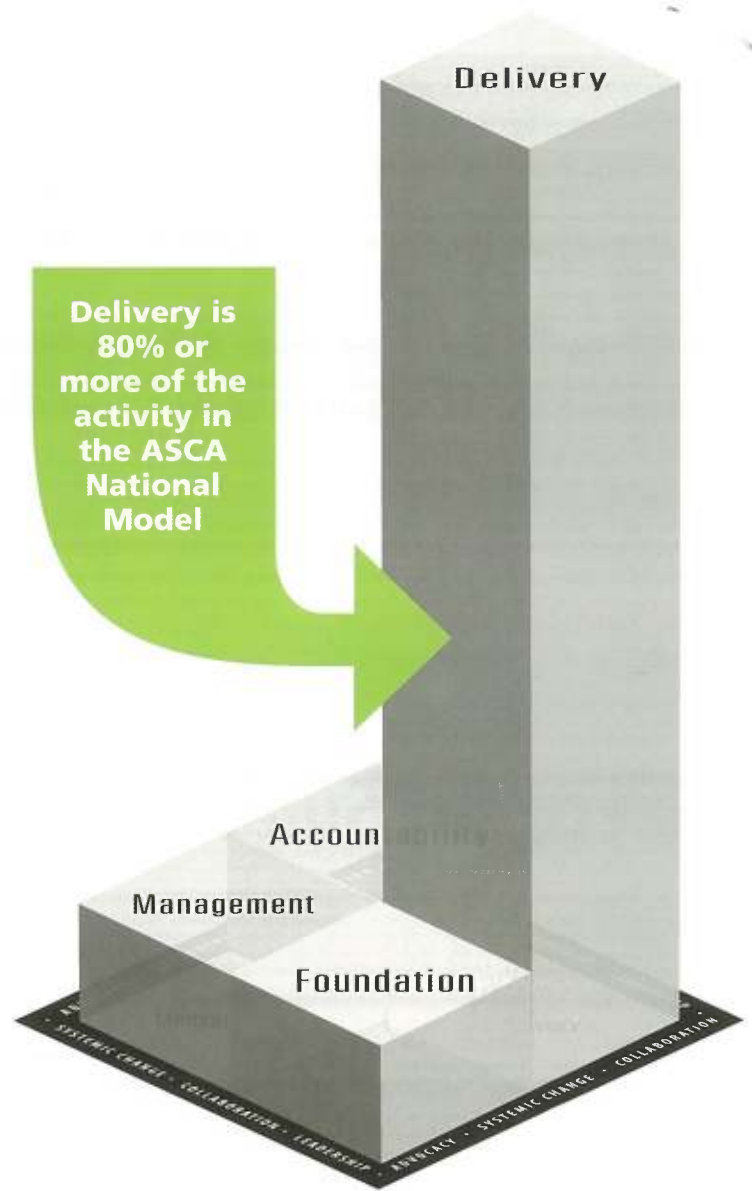 Delivery
Delivery is
80% or
more of the
activity in
the ASCA
National
Model
Accountability
Management
Foundation
SYSTEMIC CHANGE • COLLABORATION • LEADERSHIP •
ADVOCACY • SYSTEMIC CHANGE • COLLABORATION